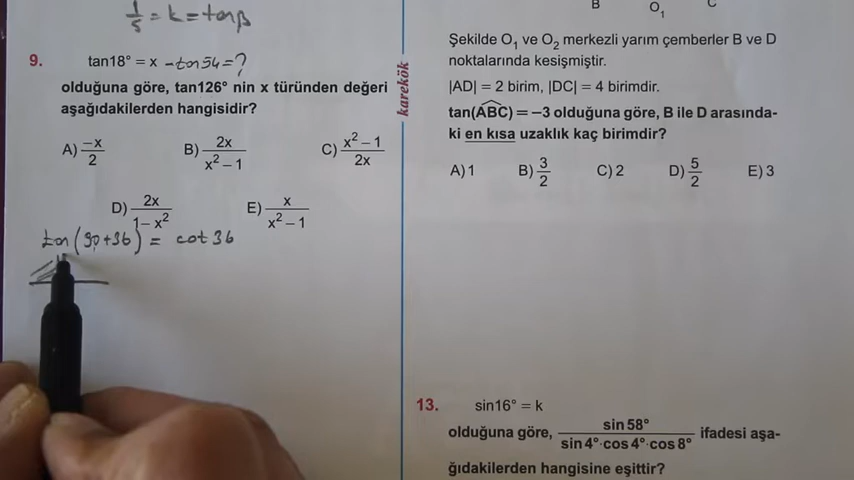 1/5 = k = tanβ
9. tan18° = x - tan 54 = ?
olduğuna göre, tan126° nin x türünden değeri
aşağıdakilerden hangisidir?
A) -x/2 B) 2x/(x² – 1) C) (x² – 1)/2x
D) 2x/(1 – x²) E) x/(x² – 1)
tan(90+36) = cot 36
karekök
B O₁ C
Şekilde O₁ ve O₂ merkezli yarım çemberler B ve D
noktalarında kesişmiştir.
|AD| = 2 birim, |DC| = 4 birimdir.
tan(ABC) = –3 olduğuna göre, B ile D arasında-
ki en kısa uzaklık kaç birimdir?
A) 1 B) 3/2 C) 2 D) 5/2 E) 3
13. sin16° = k
olduğuna göre, sin 58°/(sin 4°·cos 4°·cos 8°) ifadesi aşa-
ğıdakilerden hangisine eşittir?